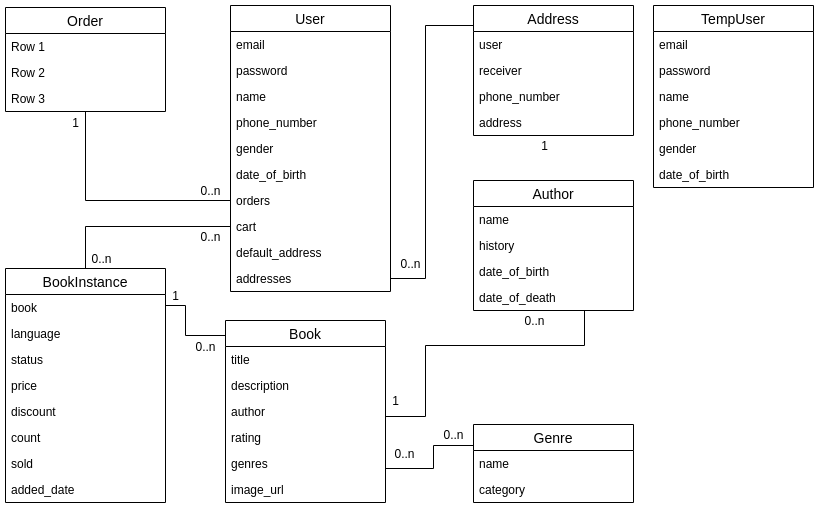 Order
Row 1
Row 2
Row 3
1
User
email
password
name
phone_number
gender
date_of_birth
orders
cart
default_address
addresses
0..n
0..n
0..n
Address
user
receiver
phone_number
address
1
TempUser
email
password
name
phone_number
gender
date_of_birth
Author
name
history
date_of_birth
date_of_death
0..n
0..n
BookInstance
book
language
status
price
discount
count
sold
added_date
1
0..n
Book
title
description
author
rating
genres
image_url
1
0..n
0..n
Genre
name
category